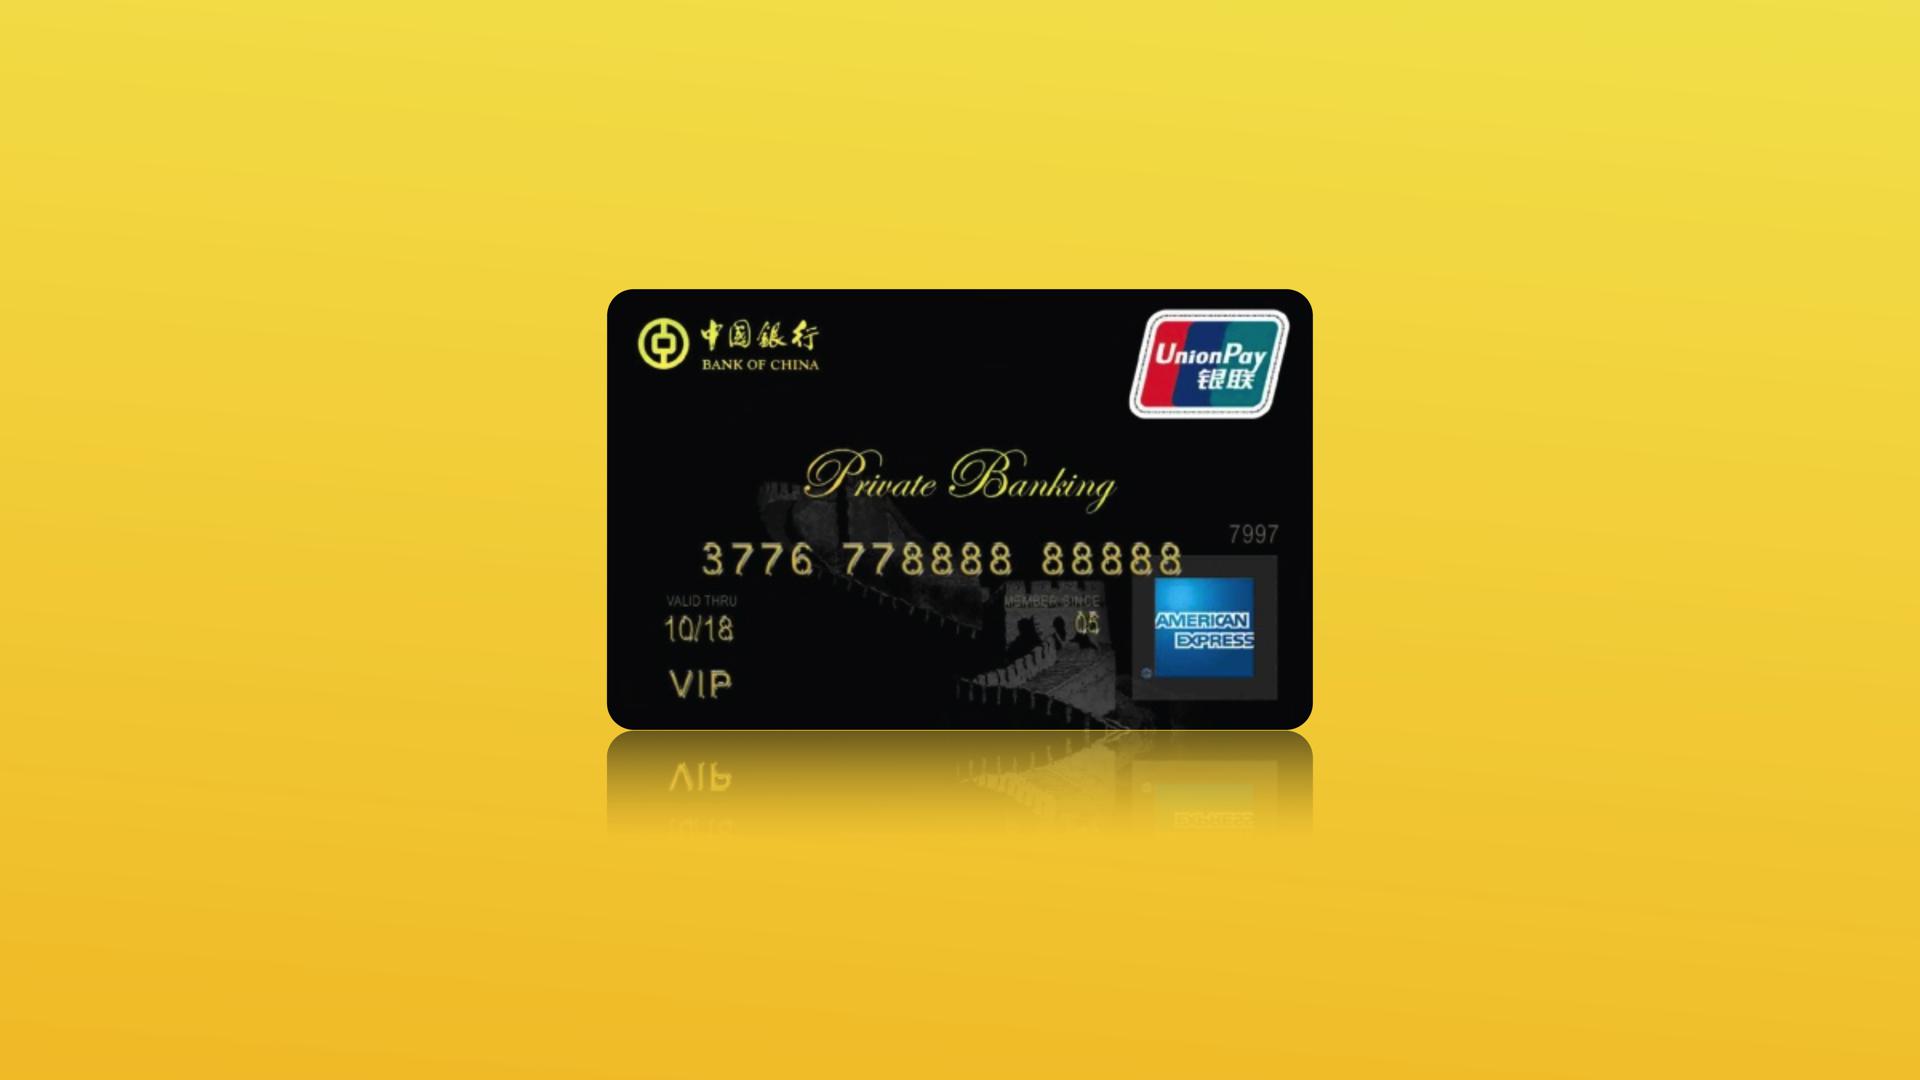 中国銀行
BANK OF CHINA
UnionPay
银联
Private Banking
7997
3776 778888 88888
VALID THRU
MEMBER SINCE
10/18
05
AMERICAN
EXPRESS
VIP